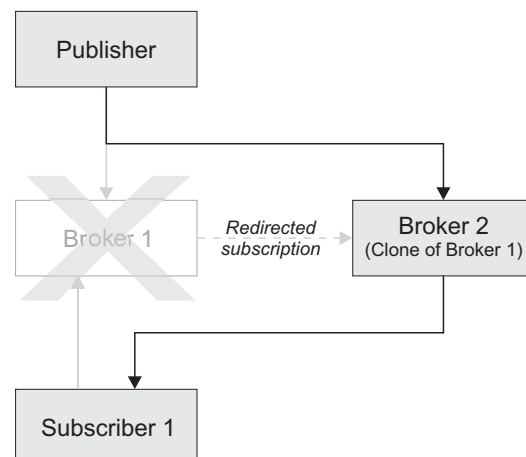 Publisher
Broker 1
Redirected
subscription
Broker 2
(Clone of Broker 1)
Subscriber 1